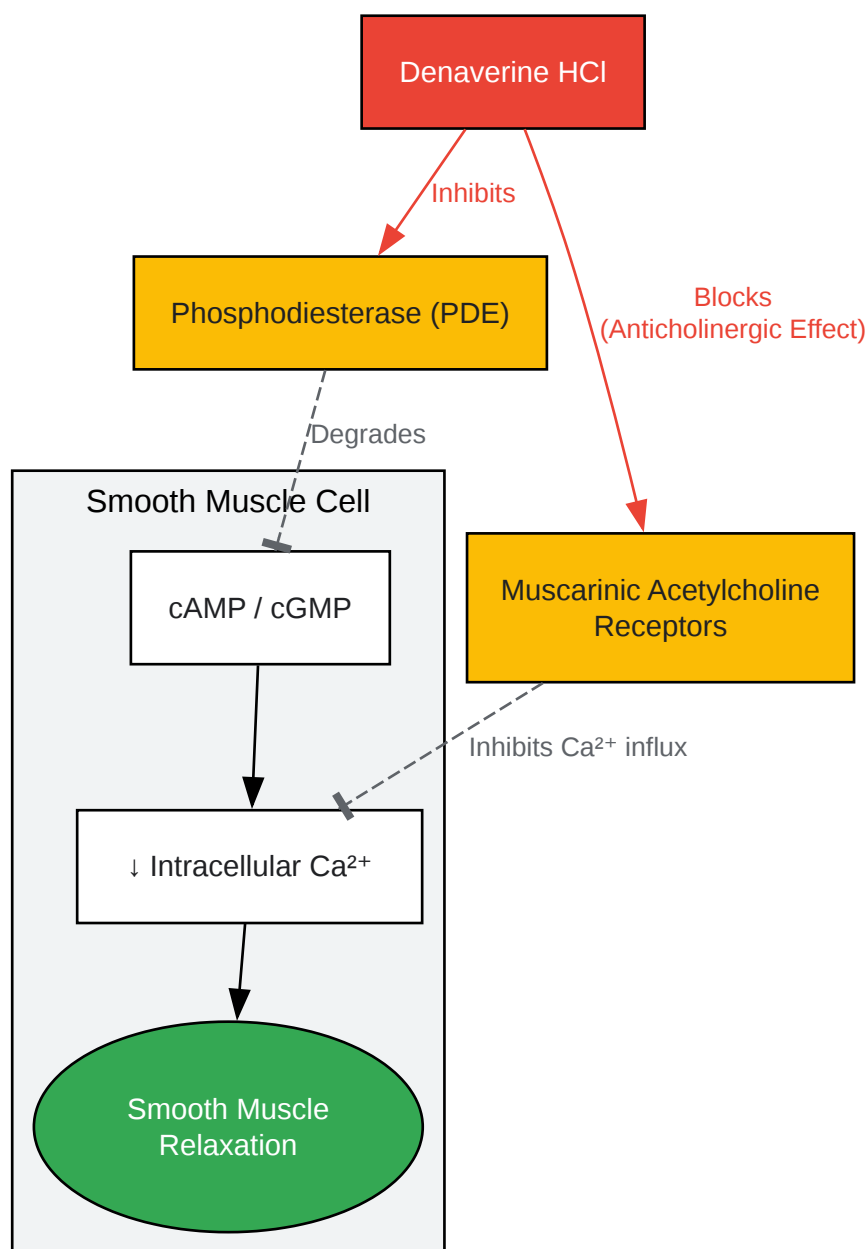 Denaverine HCl
Inhibits
Phosphodiesterase (PDE)
Blocks
(Anticholinergic Effect)
Degrades
Smooth Muscle Cell
cAMP / cGMP
Muscarinic Acetylcholine
Receptors
Inhibits Ca²⁺ influx
↓ Intracellular Ca²⁺
Smooth Muscle
Relaxation